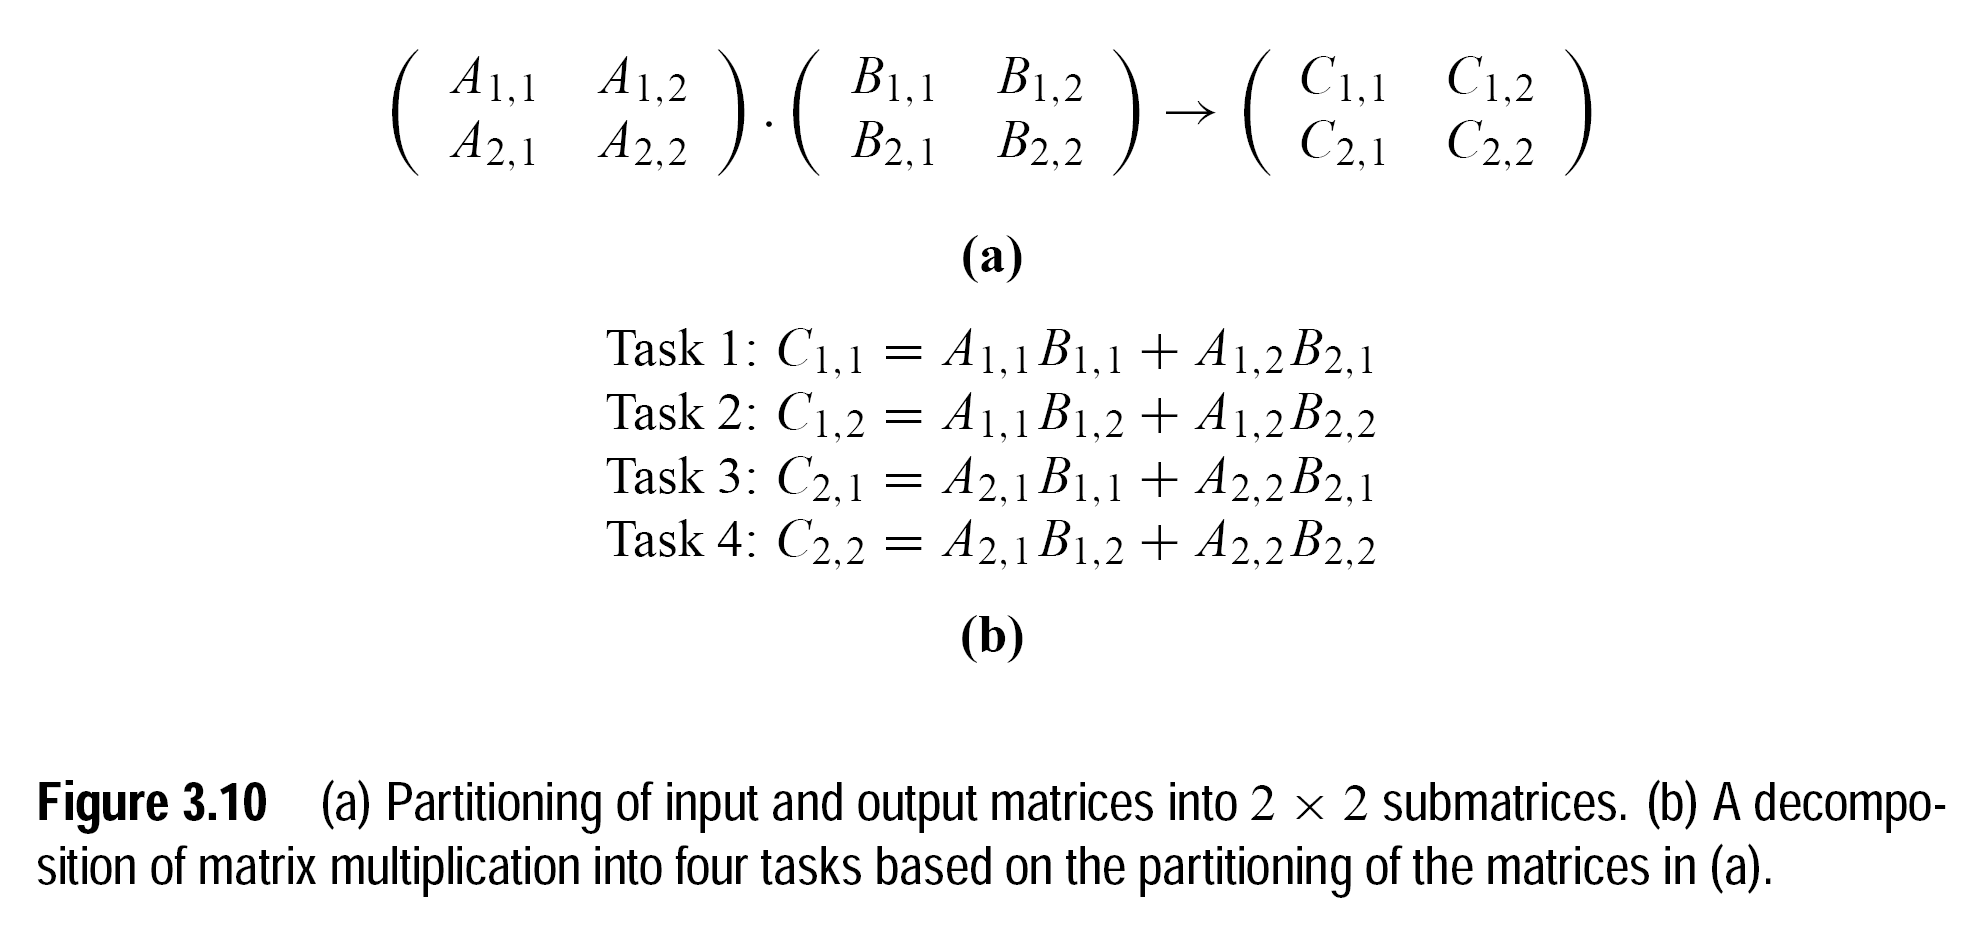 ( A1,1 A1,2 ) . ( B1,1 B1,2 ) → ( C1,1 C1,2 )
( A2,1 A2,2 ) ( B2,1 B2,2 ) ( C2,1 C2,2 )
(a)
Task 1: C1,1 = A1,1B1,1 + A1,2B2,1
Task 2: C1,2 = A1,1B1,2 + A1,2B2,2
Task 3: C2,1 = A2,1B1,1 + A2,2B2,1
Task 4: C2,2 = A2,1B1,2 + A2,2B2,2
(b)
Figure 3.10 (a) Partitioning of input and output matrices into 2 × 2 submatrices. (b) A decompo-
sition of matrix multiplication into four tasks based on the partitioning of the matrices in (a).